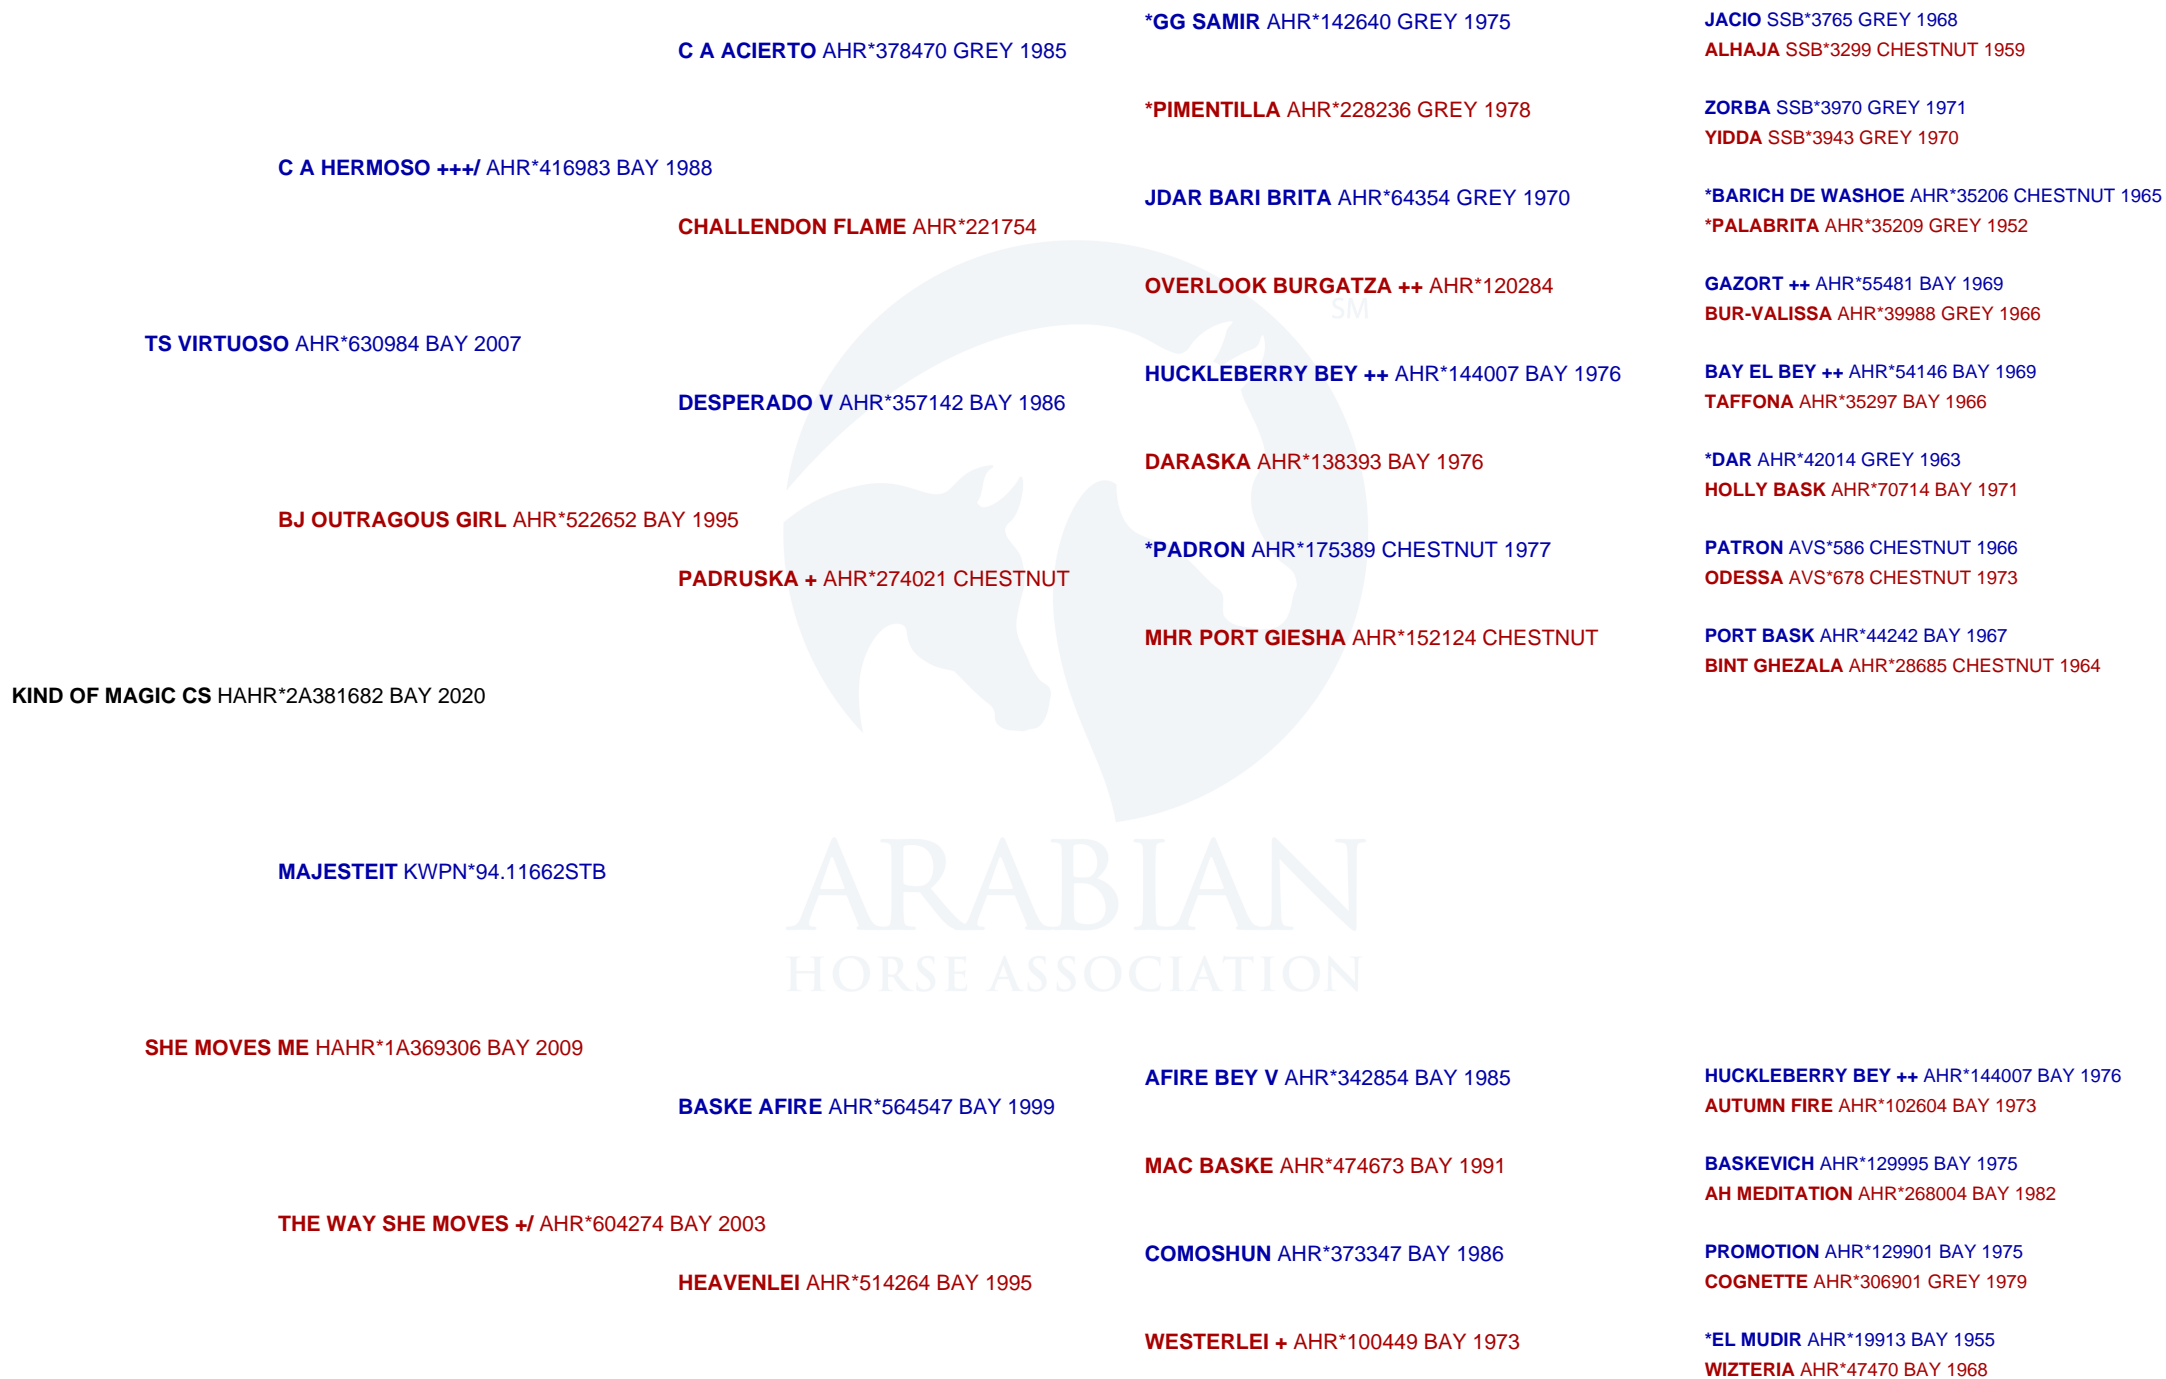 *GG SAMIR AHR*142640 GREY 1975
JACIO SSB*3765 GREY 1968
C A ACIERTO AHR*378470 GREY 1985
ALHAJA SSB*3299 CHESTNUT 1959
*PIMENTILLA AHR*228236 GREY 1978
ZORBA SSB*3970 GREY 1971
YIDDA SSB*3943 GREY 1970
C A HERMOSO +++/ AHR*416983 BAY 1988
JDAR BARI BRITA AHR*64354 GREY 1970
*BARICH DE WASHOE AHR*35206 CHESTNUT 1965
CHALLENDON FLAME AHR*221754
*PALABRITA AHR*35209 GREY 1952
OVERLOOK BURGATZA ++ AHR*120284
GAZORT ++ AHR*55481 BAY 1969
SM
BUR-VALISSA AHR*39988 GREY 1966
TS VIRTUOSO AHR*630984 BAY 2007
HUCKLEBERRY BEY ++ AHR*144007 BAY 1976
BAY EL BEY ++ AHR*54146 BAY 1969
DESPERADO V AHR*357142 BAY 1986
TAFFONA AHR*35297 BAY 1966
DARASKA AHR*138393 BAY 1976
*DAR AHR*42014 GREY 1963
HOLLY BASK AHR*70714 BAY 1971
BJ OUTRAGOUS GIRL AHR*522652 BAY 1995
*PADRON AHR*175389 CHESTNUT 1977
PATRON AVS*586 CHESTNUT 1966
PADRUSKA + AHR*274021 CHESTNUT
ODESSA AVS*678 CHESTNUT 1973
MHR PORT GIESHA AHR*152124 CHESTNUT
PORT BASK AHR*44242 BAY 1967
BINT GHEZALA AHR*28685 CHESTNUT 1964
KIND OF MAGIC CS HAHR*2A381682 BAY 2020
MAJESTEIT KWPN*94.11662STB
ARABIAN
HORSE ASSOCIATION
SHE MOVES ME HAHR*1A369306 BAY 2009
AFIRE BEY V AHR*342854 BAY 1985
HUCKLEBERRY BEY ++ AHR*144007 BAY 1976
BASKE AFIRE AHR*564547 BAY 1999
AUTUMN FIRE AHR*102604 BAY 1973
MAC BASKE AHR*474673 BAY 1991
BASKEVICH AHR*129995 BAY 1975
AH MEDITATION AHR*268004 BAY 1982
THE WAY SHE MOVES +/ AHR*604274 BAY 2003
COMOSHUN AHR*373347 BAY 1986
PROMOTION AHR*129901 BAY 1975
HEAVENLEI AHR*514264 BAY 1995
COGNETTE AHR*306901 GREY 1979
WESTERLEI + AHR*100449 BAY 1973
*EL MUDIR AHR*19913 BAY 1955
WIZTERIA AHR*47470 BAY 1968